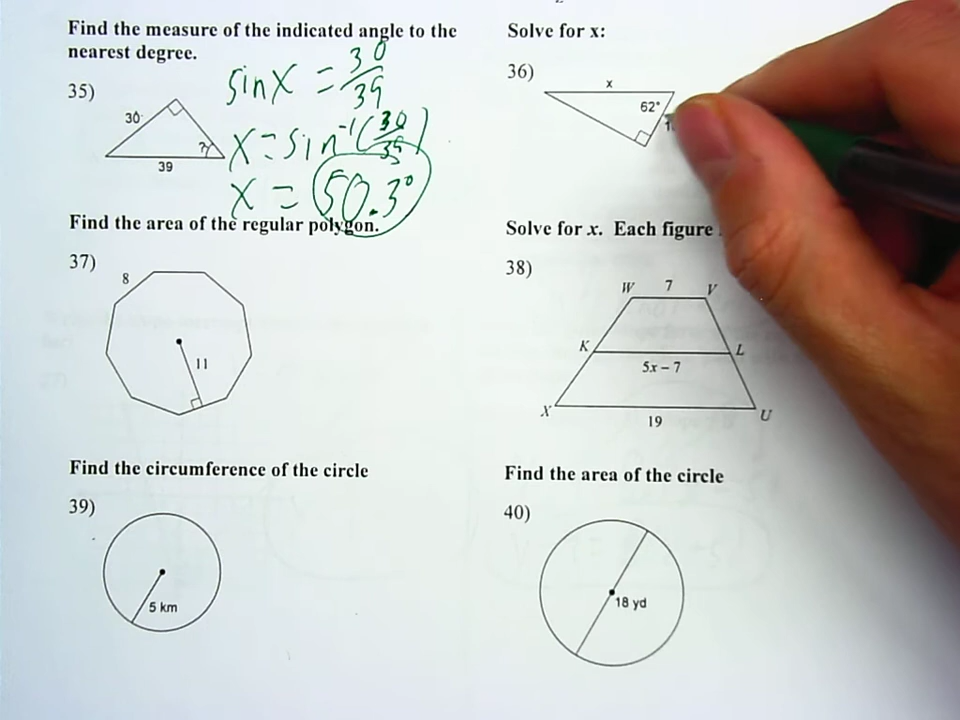 Find the measure of the indicated angle to the
nearest degree.
35)
30
?
39
sin x = 30/39
x = sin⁻¹(30/39)
x = 50.3°
Solve for x:
36)
x
62°
Find the area of the regular polygon.
37)
8
11
Solve for x. Each figure
38)
W 7 V
K L
5x – 7
X U
19
Find the circumference of the circle
39)
5 km
Find the area of the circle
40)
18 yd